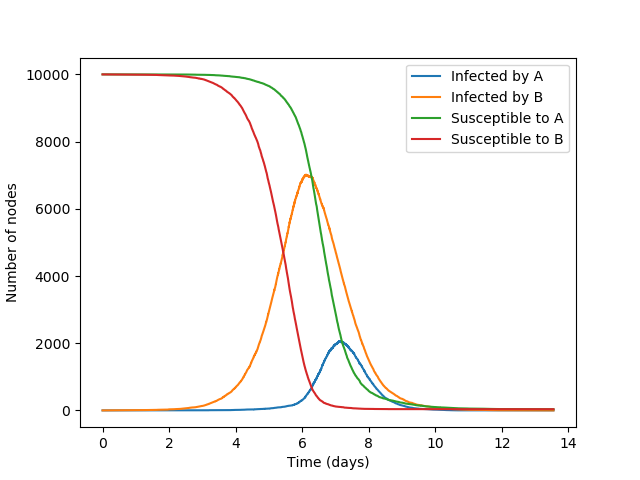 10000
8000
6000
4000
2000
0
Number of nodes
0 2 4 6 8 10 12 14
Time (days)
Infected by A
Infected by B
Susceptible to A
Susceptible to B